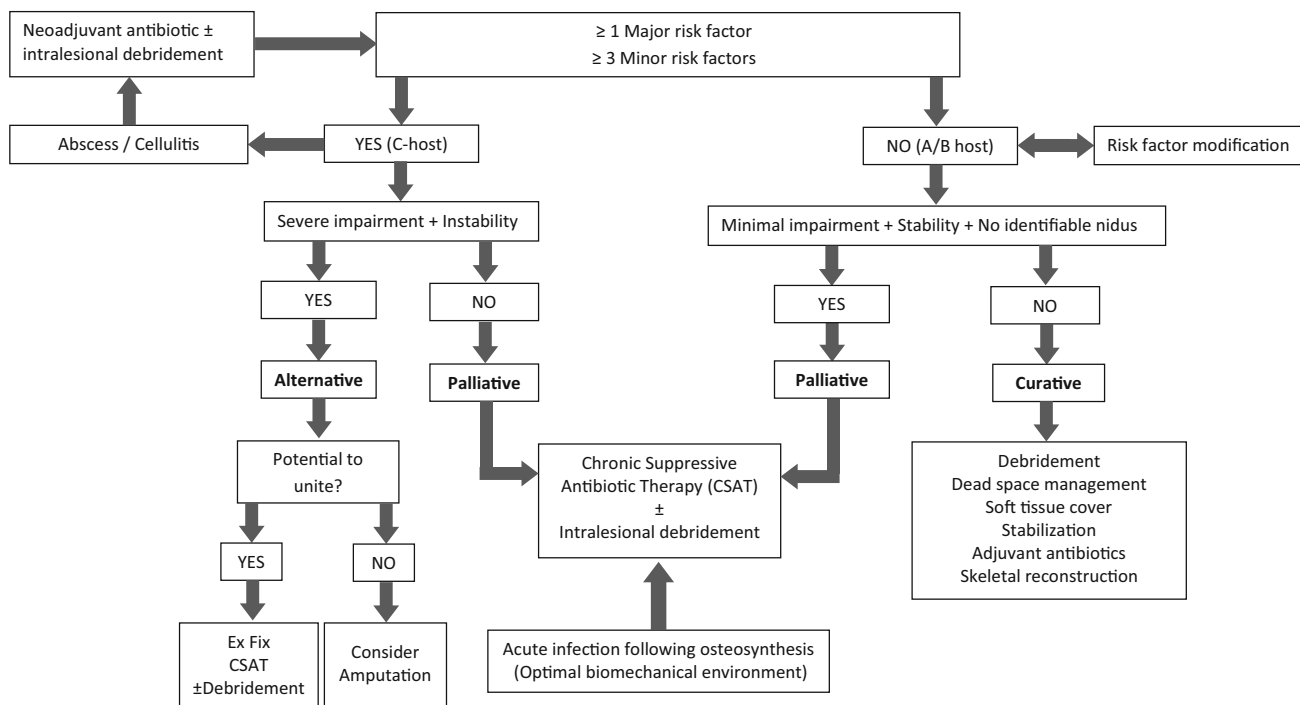 Neoadjuvant antibiotic ±
intralesional debridement
≥ 1 Major risk factor
≥ 3 Minor risk factors
Abscess / Cellulitis
YES (C-host)
NO (A/B host)
Risk factor modification
Severe impairment + Instability
Minimal impairment + Stability + No identifiable nidus
YES
NO
YES
NO
Alternative
Palliative
Palliative
Curative
Potential to
unite?
Chronic Suppressive
Antibiotic Therapy (CSAT)
±
Intralesional debridement
Debridement
Dead space management
Soft tissue cover
Stabilization
Adjuvant antibiotics
Skeletal reconstruction
YES
NO
Ex Fix
CSAT
±Debridement
Consider
Amputation
Acute infection following osteosynthesis
(Optimal biomechanical environment)